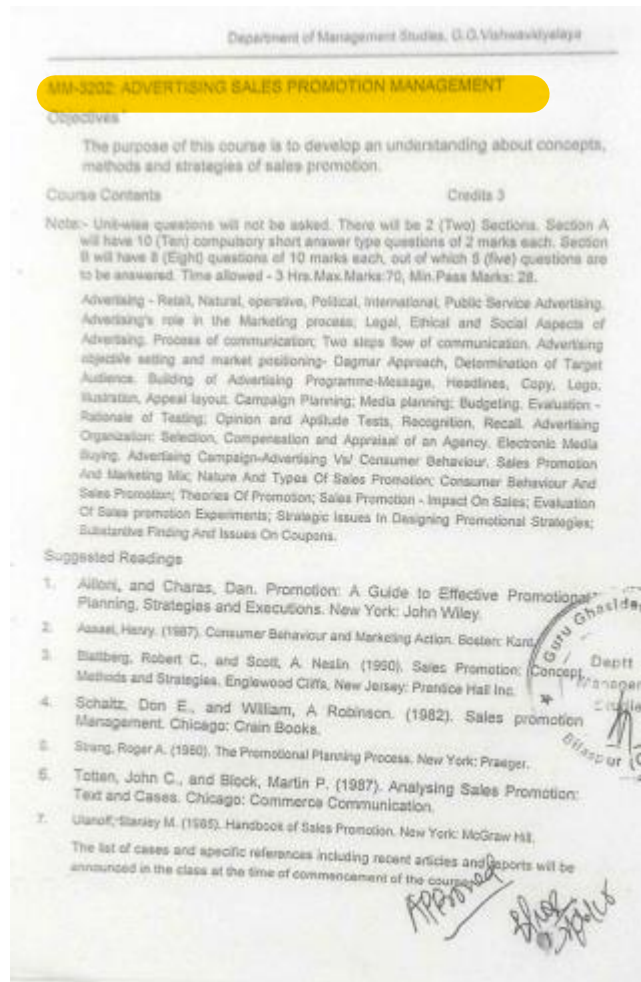 Department of Management Studies, G.G.Vishwavidyalaya
MM-3202: ADVERTISING SALES PROMOTION MANAGEMENT
Objectives
The purpose of this course is to develop an understanding about concepts,
methods and strategies of sales promotion.
Course Contents Credits 3
Note:- Unit-wise questions will not be asked. There will be 2 (Two) Sections. Section A
will have 10 (Ten) compulsory short answer type questions of 2 marks each. Section
B will have 8 (Eight) questions of 10 marks each, out of which 5 (five) questions are
to be answered. Time allowed - 3 Hrs.Max.Marks:70, Min.Pass Marks: 28.
Advertising - Retail, Natural, operative, Political, International, Public Service Advertising.
Advertising's role in the Marketing process; Legal, Ethical and Social Aspects of
Advertising. Process of communication; Two steps flow of communication. Advertising
objective setting and market positioning- Dagmar Approach, Determination of Target
Audience. Building of Advertising Programme-Message, Headlines, Copy, Logo,
Illustration, Appeal layout. Campaign Planning; Media planning; Budgeting. Evaluation -
Rationale of Testing; Opinion and Aptitude Tests, Recognition, Recall. Advertising
Organization: Selection, Compensation and Appraisal of an Agency. Electronic Media
Buying. Advertising Campaign-Advertising Vs/ Consumer Behaviour. Sales Promotion
And Marketing Mix; Nature And Types Of Sales Promotion; Consumer Behaviour And
Sales Promotion; Theories Of Promotion; Sales Promotion - Impact On Sales; Evaluation
Of Sales promotion Experiments; Strategic Issues In Designing Promotional Strategies;
Substantive Finding And Issues On Coupons.
Suggested Readings
1. Ailloni, and Charas, Dan. Promotion: A Guide to Effective Promotional
Planning, Strategies and Executions. New York: John Wiley.
2. Assael, Henry. (1987). Consumer Behaviour and Marketing Action. Bosten: Kant
3. Blattberg, Robert C., and Scott, A. Neslin. (1990). Sales Promotion: Concept,
Methods and Strategies. Englewood Cliffs, New Jersey: Prentice Hall Inc.
4. Schaltz, Don E., and William, A Robinson. (1982). Sales promotion
Management. Chicago: Crain Books.
5. Strang, Roger A. (1980). The Promotional Planning Process. New York: Praeger.
6. Totten, John C., and Block, Martin P. (1987). Analysing Sales Promotion:
Text and Cases. Chicago: Commerce Communication.
7. Ulanoff, Stanley M. (1985). Handbook of Sales Promotion. New York: McGraw Hill.
The list of cases and specific references including recent articles and reports will be
announced in the class at the time of commencement of the course
Guru Ghasidas
Deptt
Bilaspur
Approved